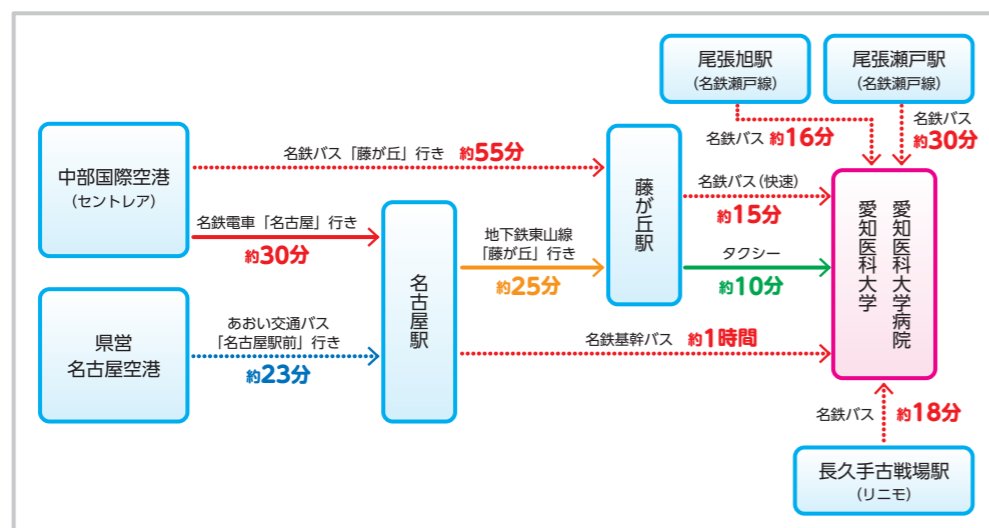 尾張旭駅
(名鉄瀬戸線)
尾張瀬戸駅
(名鉄瀬戸線)
名鉄バス 約16分
名鉄バス
約30分
中部国際空港
(セントレア)
名鉄バス「藤が丘」行き 約55分
名鉄電車「名古屋」行き
約30分
県営
名古屋空港
あおい交通バス
「名古屋駅前」行き
約23分
名古屋駅
地下鉄東山線
「藤が丘」行き
約25分
藤が丘駅
名鉄バス(快速)
約15分
タクシー
約10分
名鉄基幹バス 約1時間
愛知医科大学病院
愛知医科大学
名鉄バス 約18分
長久手古戦場駅
(リニモ)